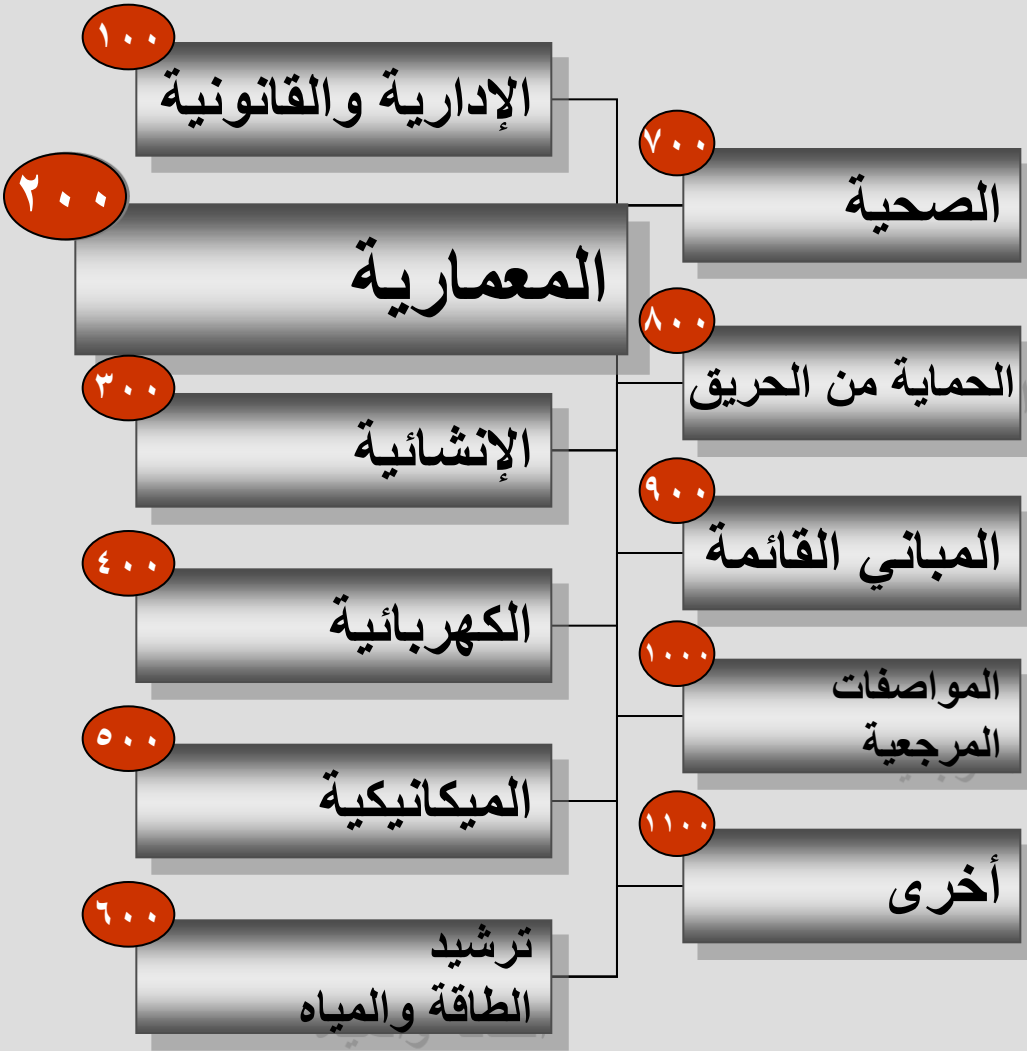 ١٠٠
الإدارية والقانونية
٢٠٠
المعمارية
٣٠٠
الإنشائية
٤٠٠
الكهربائية
٥٠٠
الميكانيكية
٦٠٠
ترشيد
الطاقة والمياه
٧٠٠
الصحية
٨٠٠
الحماية من الحريق
٩٠٠
المباني القائمة
١٠٠٠
المواصفات
المرجعية
١١٠٠
أخرى